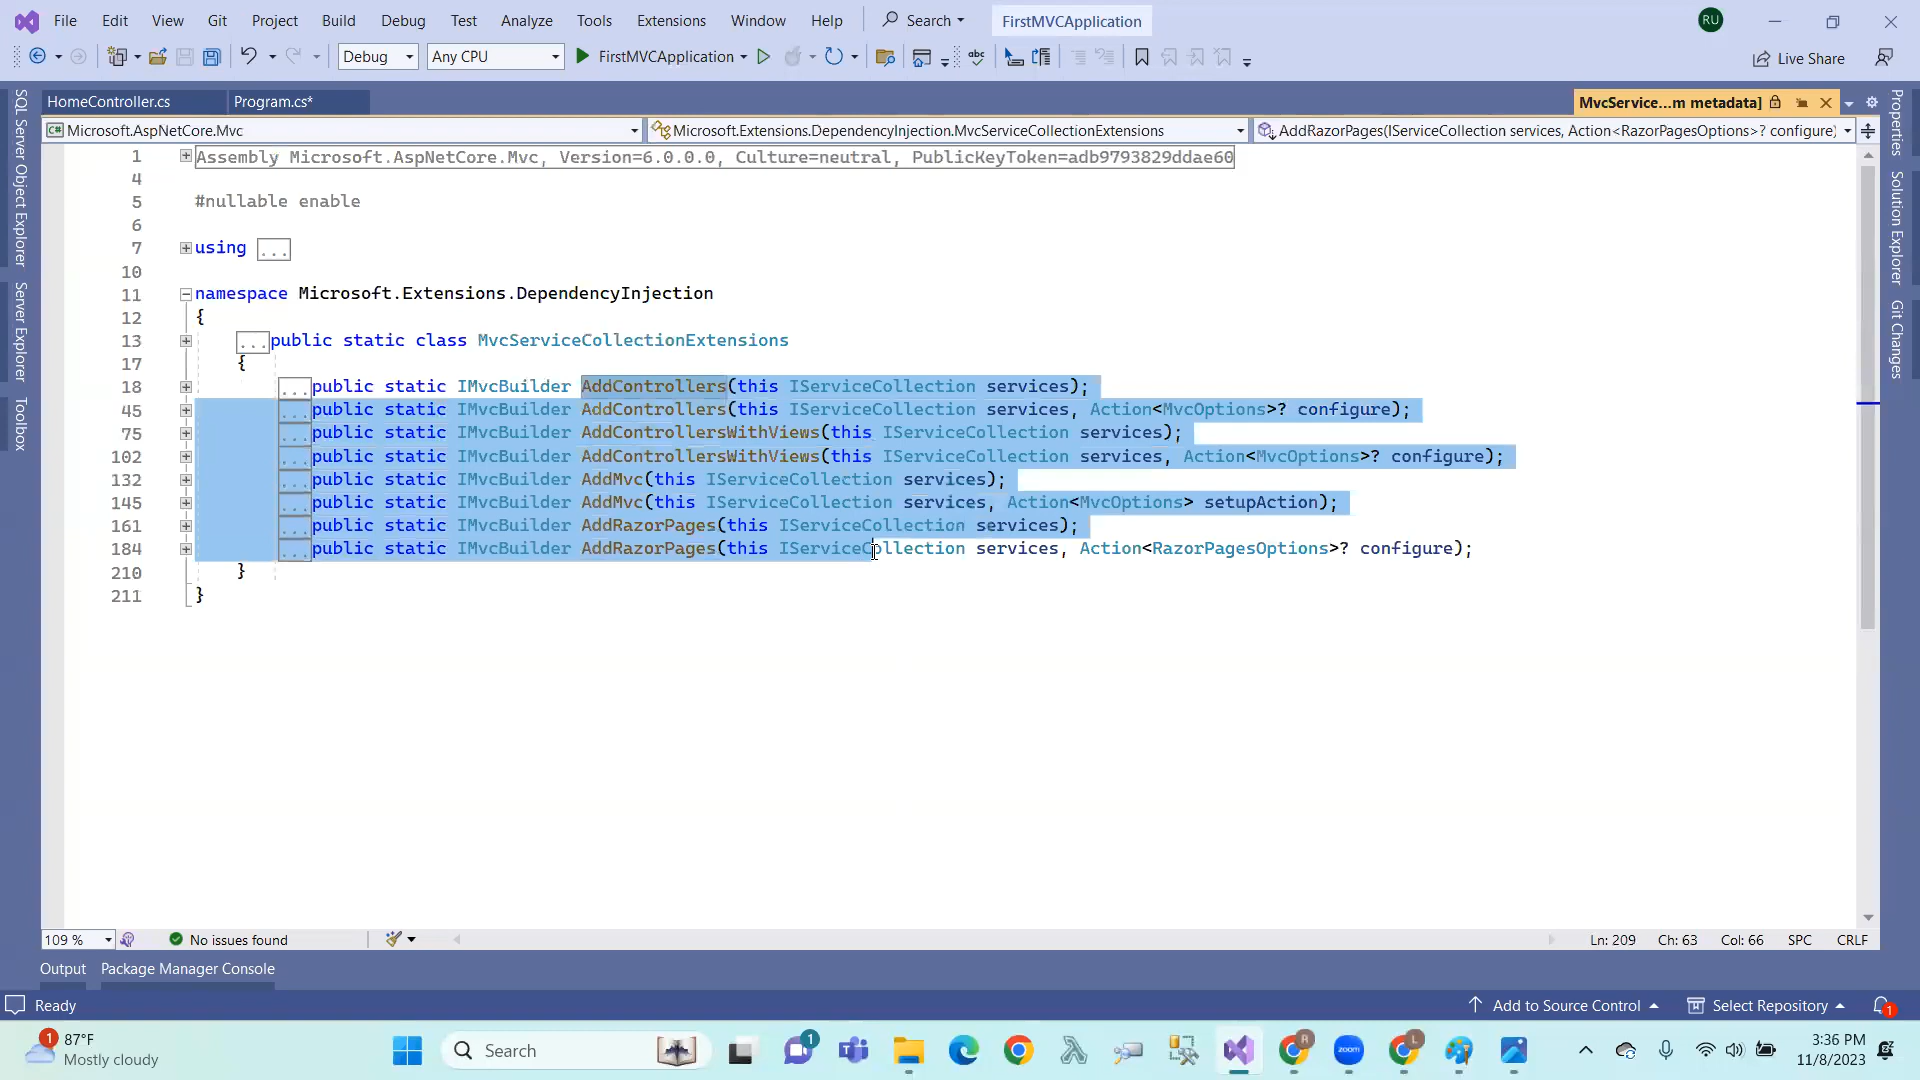 File Edit View Git Project Build Debug Test Analyze Tools Extensions Window Help Search FirstMVCApplication RU
Debug Any CPU FirstMVCApplication abc Live Share
HomeController.cs Program.cs* MvcService...m metadata]
C# Microsoft.AspNetCore.Mvc Microsoft.Extensions.DependencyInjection.MvcServiceCollectionExtensions AddRazorPages(IServiceCollection services, Action<RazorPagesOptions>? configure)
SQL Server Object Explorer
Server Explorer
Toolbox
1 Assembly Microsoft.AspNetCore.Mvc, Version=6.0.0.0, Culture=neutral, PublicKeyToken=adb9793829ddae60
4
5 #nullable enable
6
7 using ...
10
11 namespace Microsoft.Extensions.DependencyInjection
12 {
13 ...public static class MvcServiceCollectionExtensions
17 {
18 ...public static IMvcBuilder AddControllers(this IServiceCollection services);
45 ...public static IMvcBuilder AddControllers(this IServiceCollection services, Action<MvcOptions>? configure);
75 ...public static IMvcBuilder AddControllersWithViews(this IServiceCollection services);
102 ...public static IMvcBuilder AddControllersWithViews(this IServiceCollection services, Action<MvcOptions>? configure);
132 ...public static IMvcBuilder AddMvc(this IServiceCollection services);
145 ...public static IMvcBuilder AddMvc(this IServiceCollection services, Action<MvcOptions> setupAction);
161 ...public static IMvcBuilder AddRazorPages(this IServiceCollection services);
184 ...public static IMvcBuilder AddRazorPages(this IServiceCollection services, Action<RazorPagesOptions>? configure);
210 }
211 }
Properties
Solution Explorer
Git Changes
109 % No issues found Ln: 209 Ch: 63 Col: 66 SPC CRLF
Output Package Manager Console
Ready Add to Source Control Select Repository 1
1 87°F
Mostly cloudy
Search 1 R zoom L
3:36 PM
11/8/2023